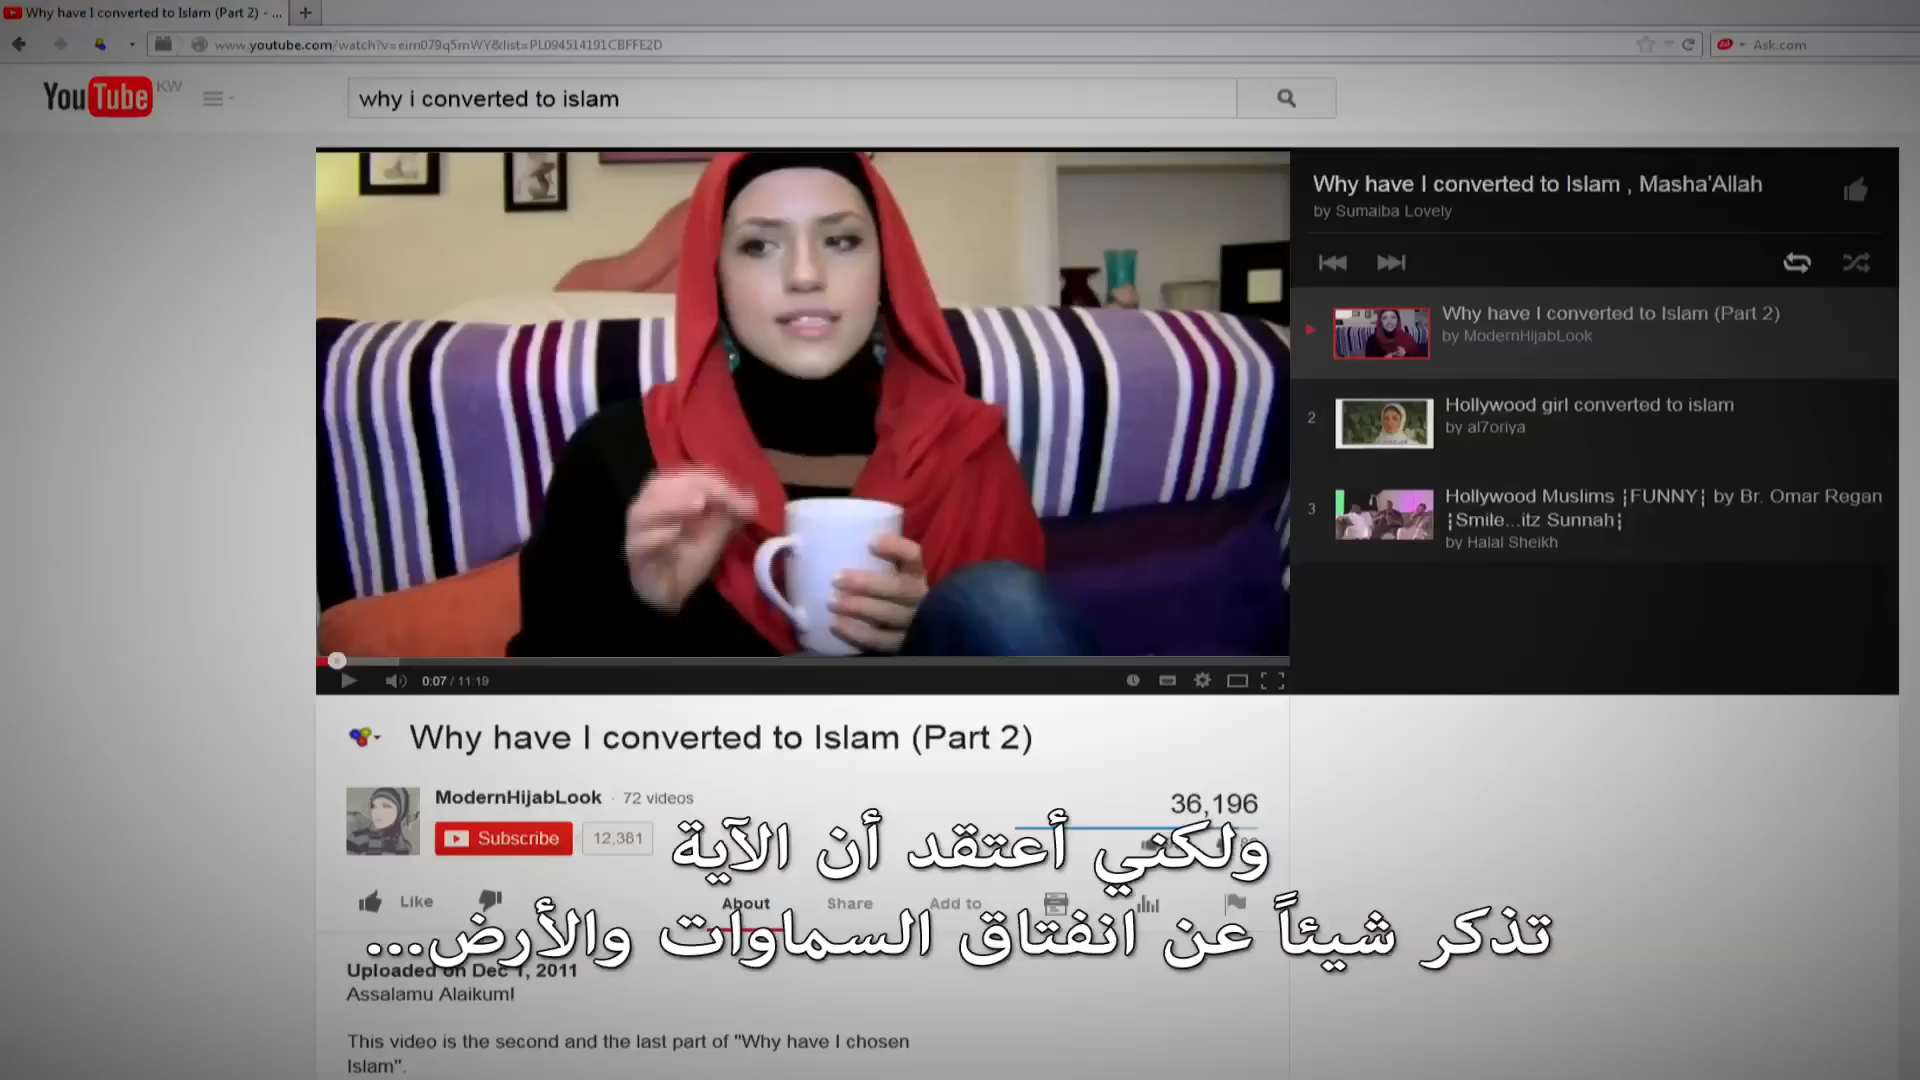 Why have I converted to Islam (Part 2) - ...
www.youtube.com/watch?v=eim079q5mWY&list=PL094514191CBFFE2D
Ask.com
YouTube KW
why i converted to islam
Why have I converted to Islam , Masha'Allah
by Sumaiba Lovely
Why have I converted to Islam (Part 2)
by ModernHijabLook
2
Hollywood girl converted to islam
by al7oriya
3
Hollywood Muslims ¦FUNNY¦ by Br. Omar Regan
¦Smile...itz Sunnah¦
by Halal Sheikh
0:07 / 11:19
Why have I converted to Islam (Part 2)
ModernHijabLook · 72 videos
Subscribe 12,381
36,196
ولكني أعتقد أن الآية
Like
About Share Add to
تذكر شيئاً عن انفتاق السماوات والأرض...
Uploaded on Dec 1, 2011
Assalamu Alaikum!
This video is the second and the last part of "Why have I chosen
Islam".